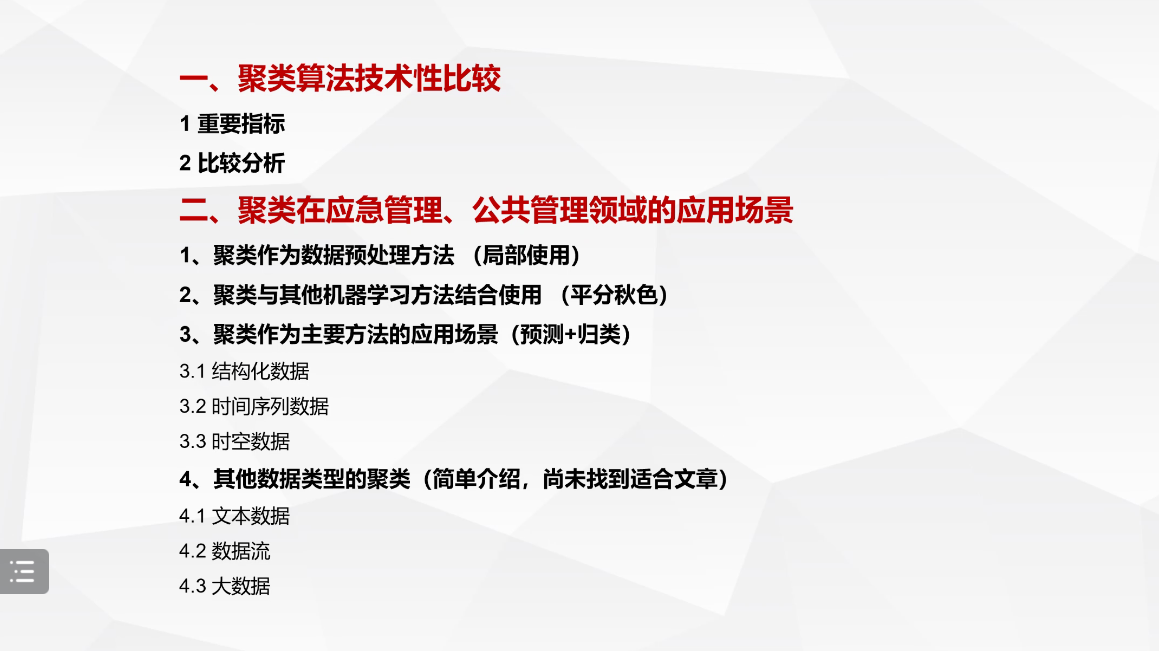 一、聚类算法技术性比较
1 重要指标
2 比较分析
二、聚类在应急管理、公共管理领域的应用场景
1、聚类作为数据预处理方法 （局部使用）
2、聚类与其他机器学习方法结合使用 （平分秋色）
3、聚类作为主要方法的应用场景（预测+归类）
3.1 结构化数据
3.2 时间序列数据
3.3 时空数据
4、其他数据类型的聚类（简单介绍，尚未找到适合文章）
4.1 文本数据
4.2 数据流
4.3 大数据